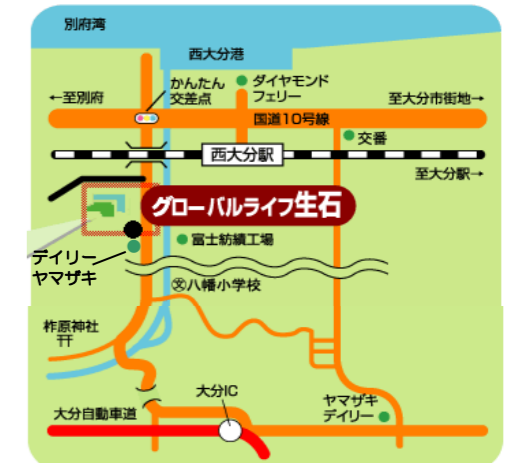 別府湾
西大分港
かんたん
交差点
ダイヤモンド
フェリー
←至別府
至大分市街地→
国道10号線
交番
西大分駅
至大分駅→
グローバルライフ生石
富士紡績工場
デイリー
ヤマザキ
文八幡小学校
柞原神社
大分IC
大分自動車道
ヤマザキ
デイリー